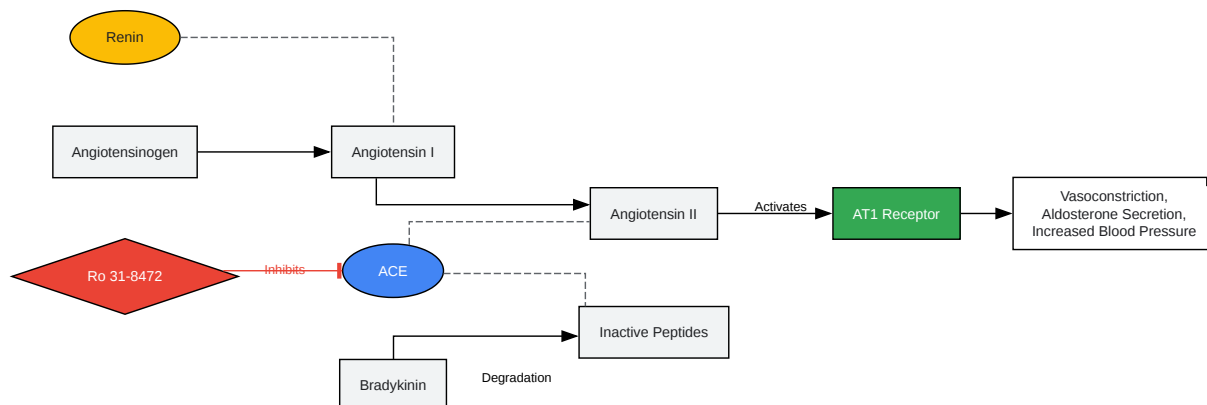 Renin
Angiotensinogen
Angiotensin I
Angiotensin II
Activates
AT1 Receptor
Vasoconstriction,
Aldosterone Secretion,
Increased Blood Pressure
Ro 31-8472
Inhibits
ACE
Inactive Peptides
Bradykinin
Degradation